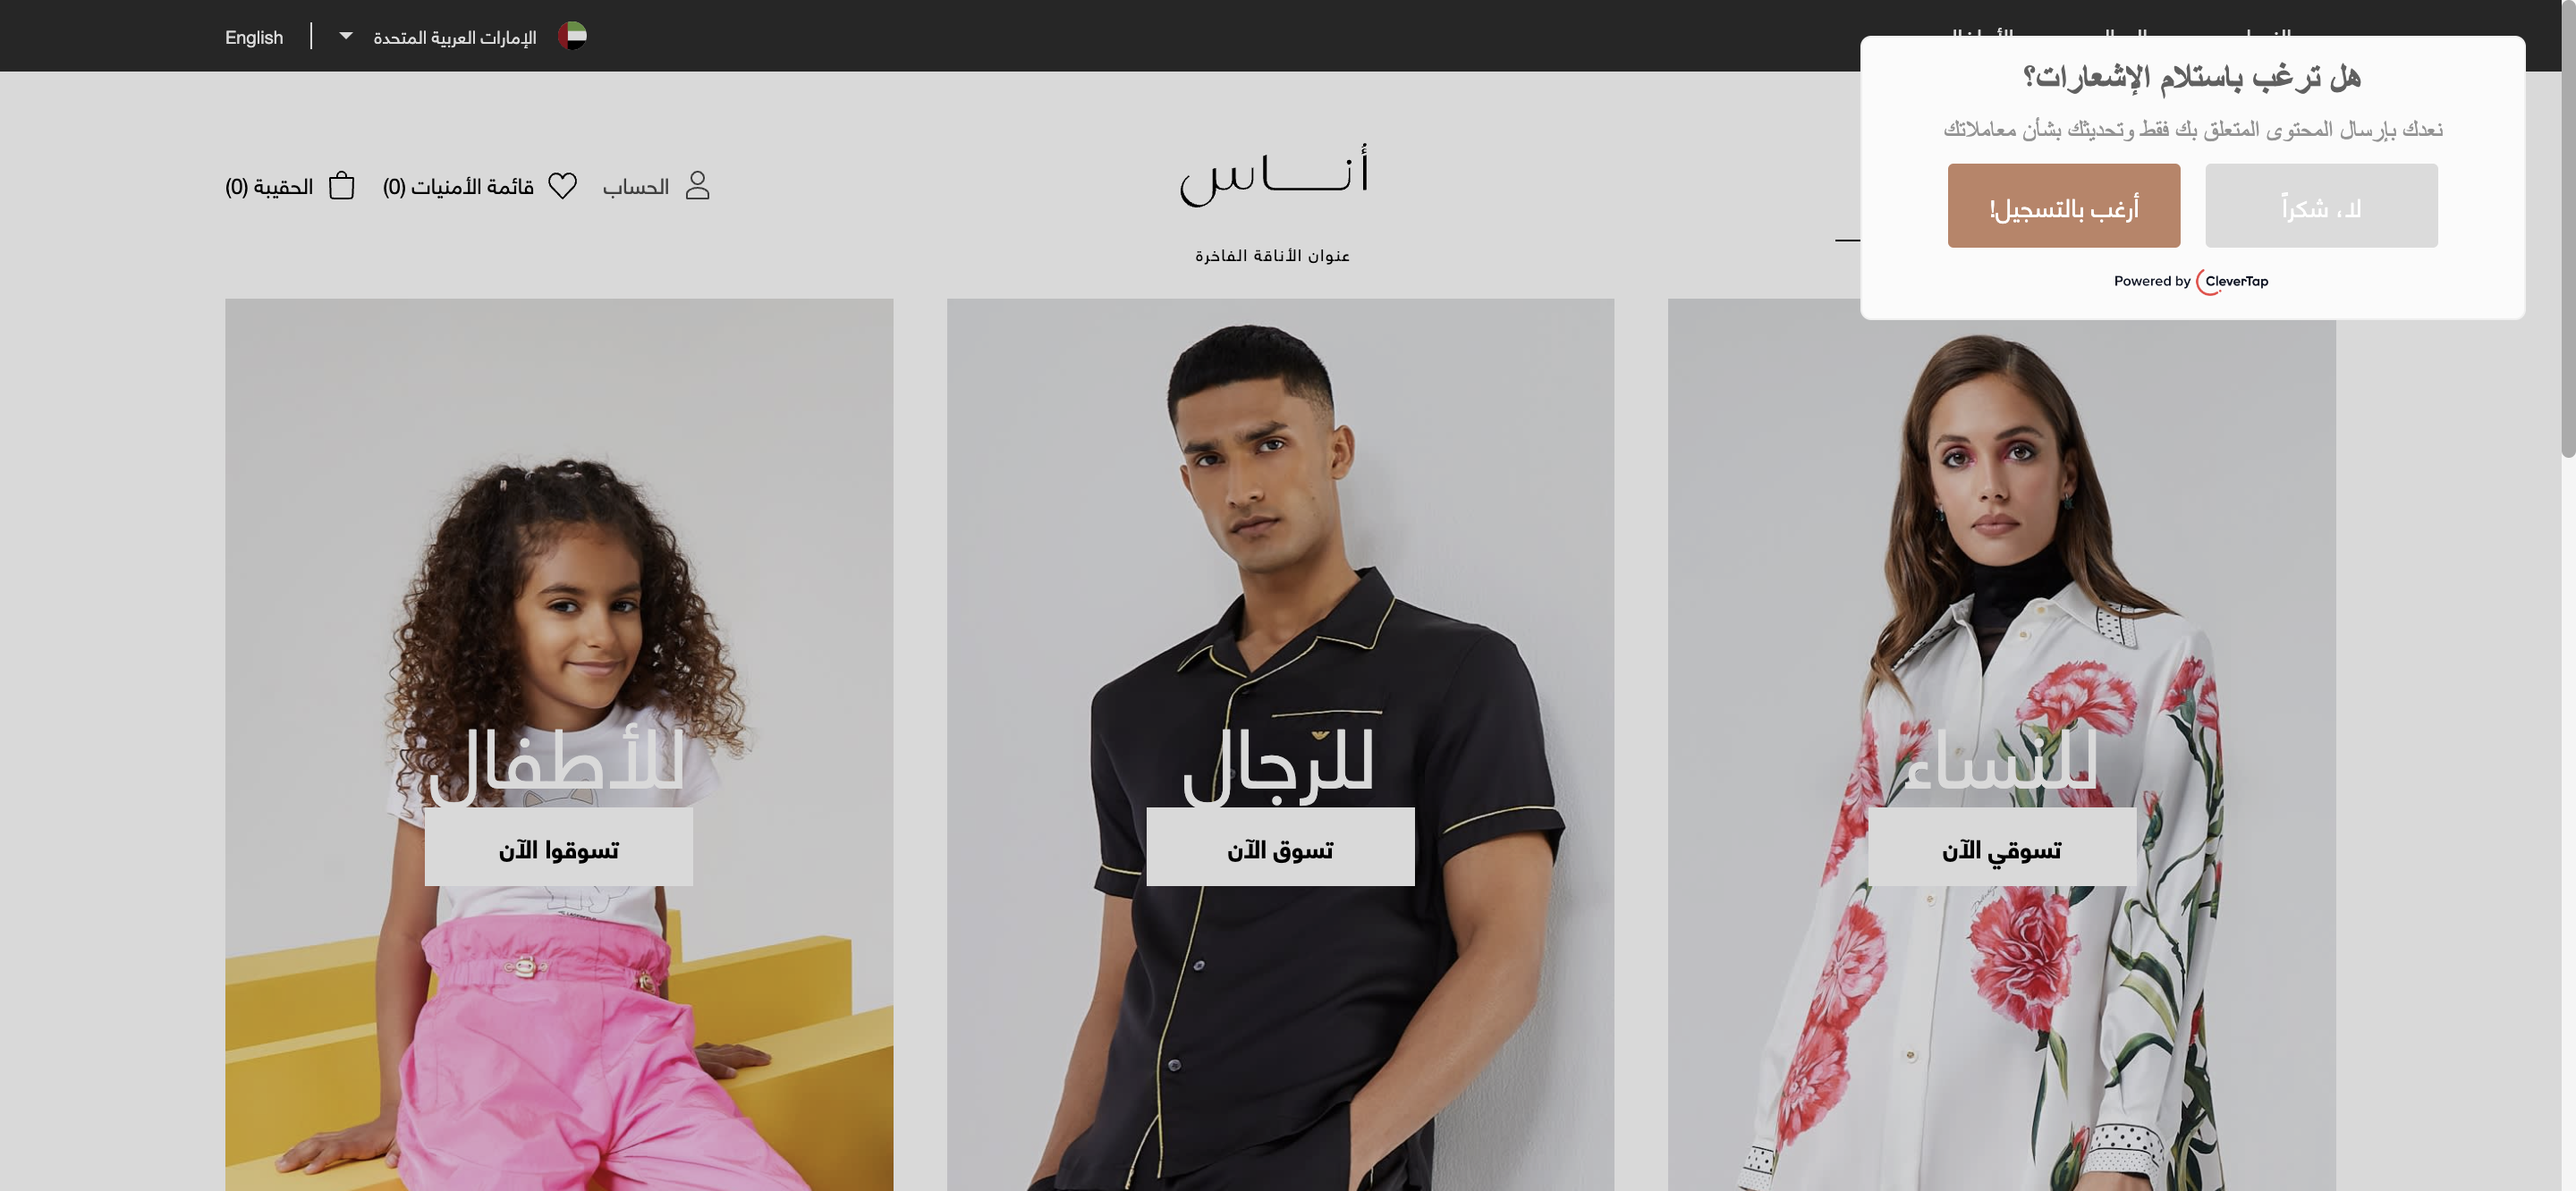 الإمارات العربية المتحدة
English
هل ترغب باستلام الإشعارات؟
نعدك بإرسال المحتوى المتعلق بك فقط وتحديثك بشأن معاملاتك
لا، شكراً
أرغب بالتسجيل!
Powered by CleverTap
أناس
عنوان الأناقة الفاخرة
الحساب
قائمة الأمنيات (0)
الحقيبة (0)
للنساء
تسوقي الآن
للرجال
تسوق الآن
للأطفال
تسوقوا الآن